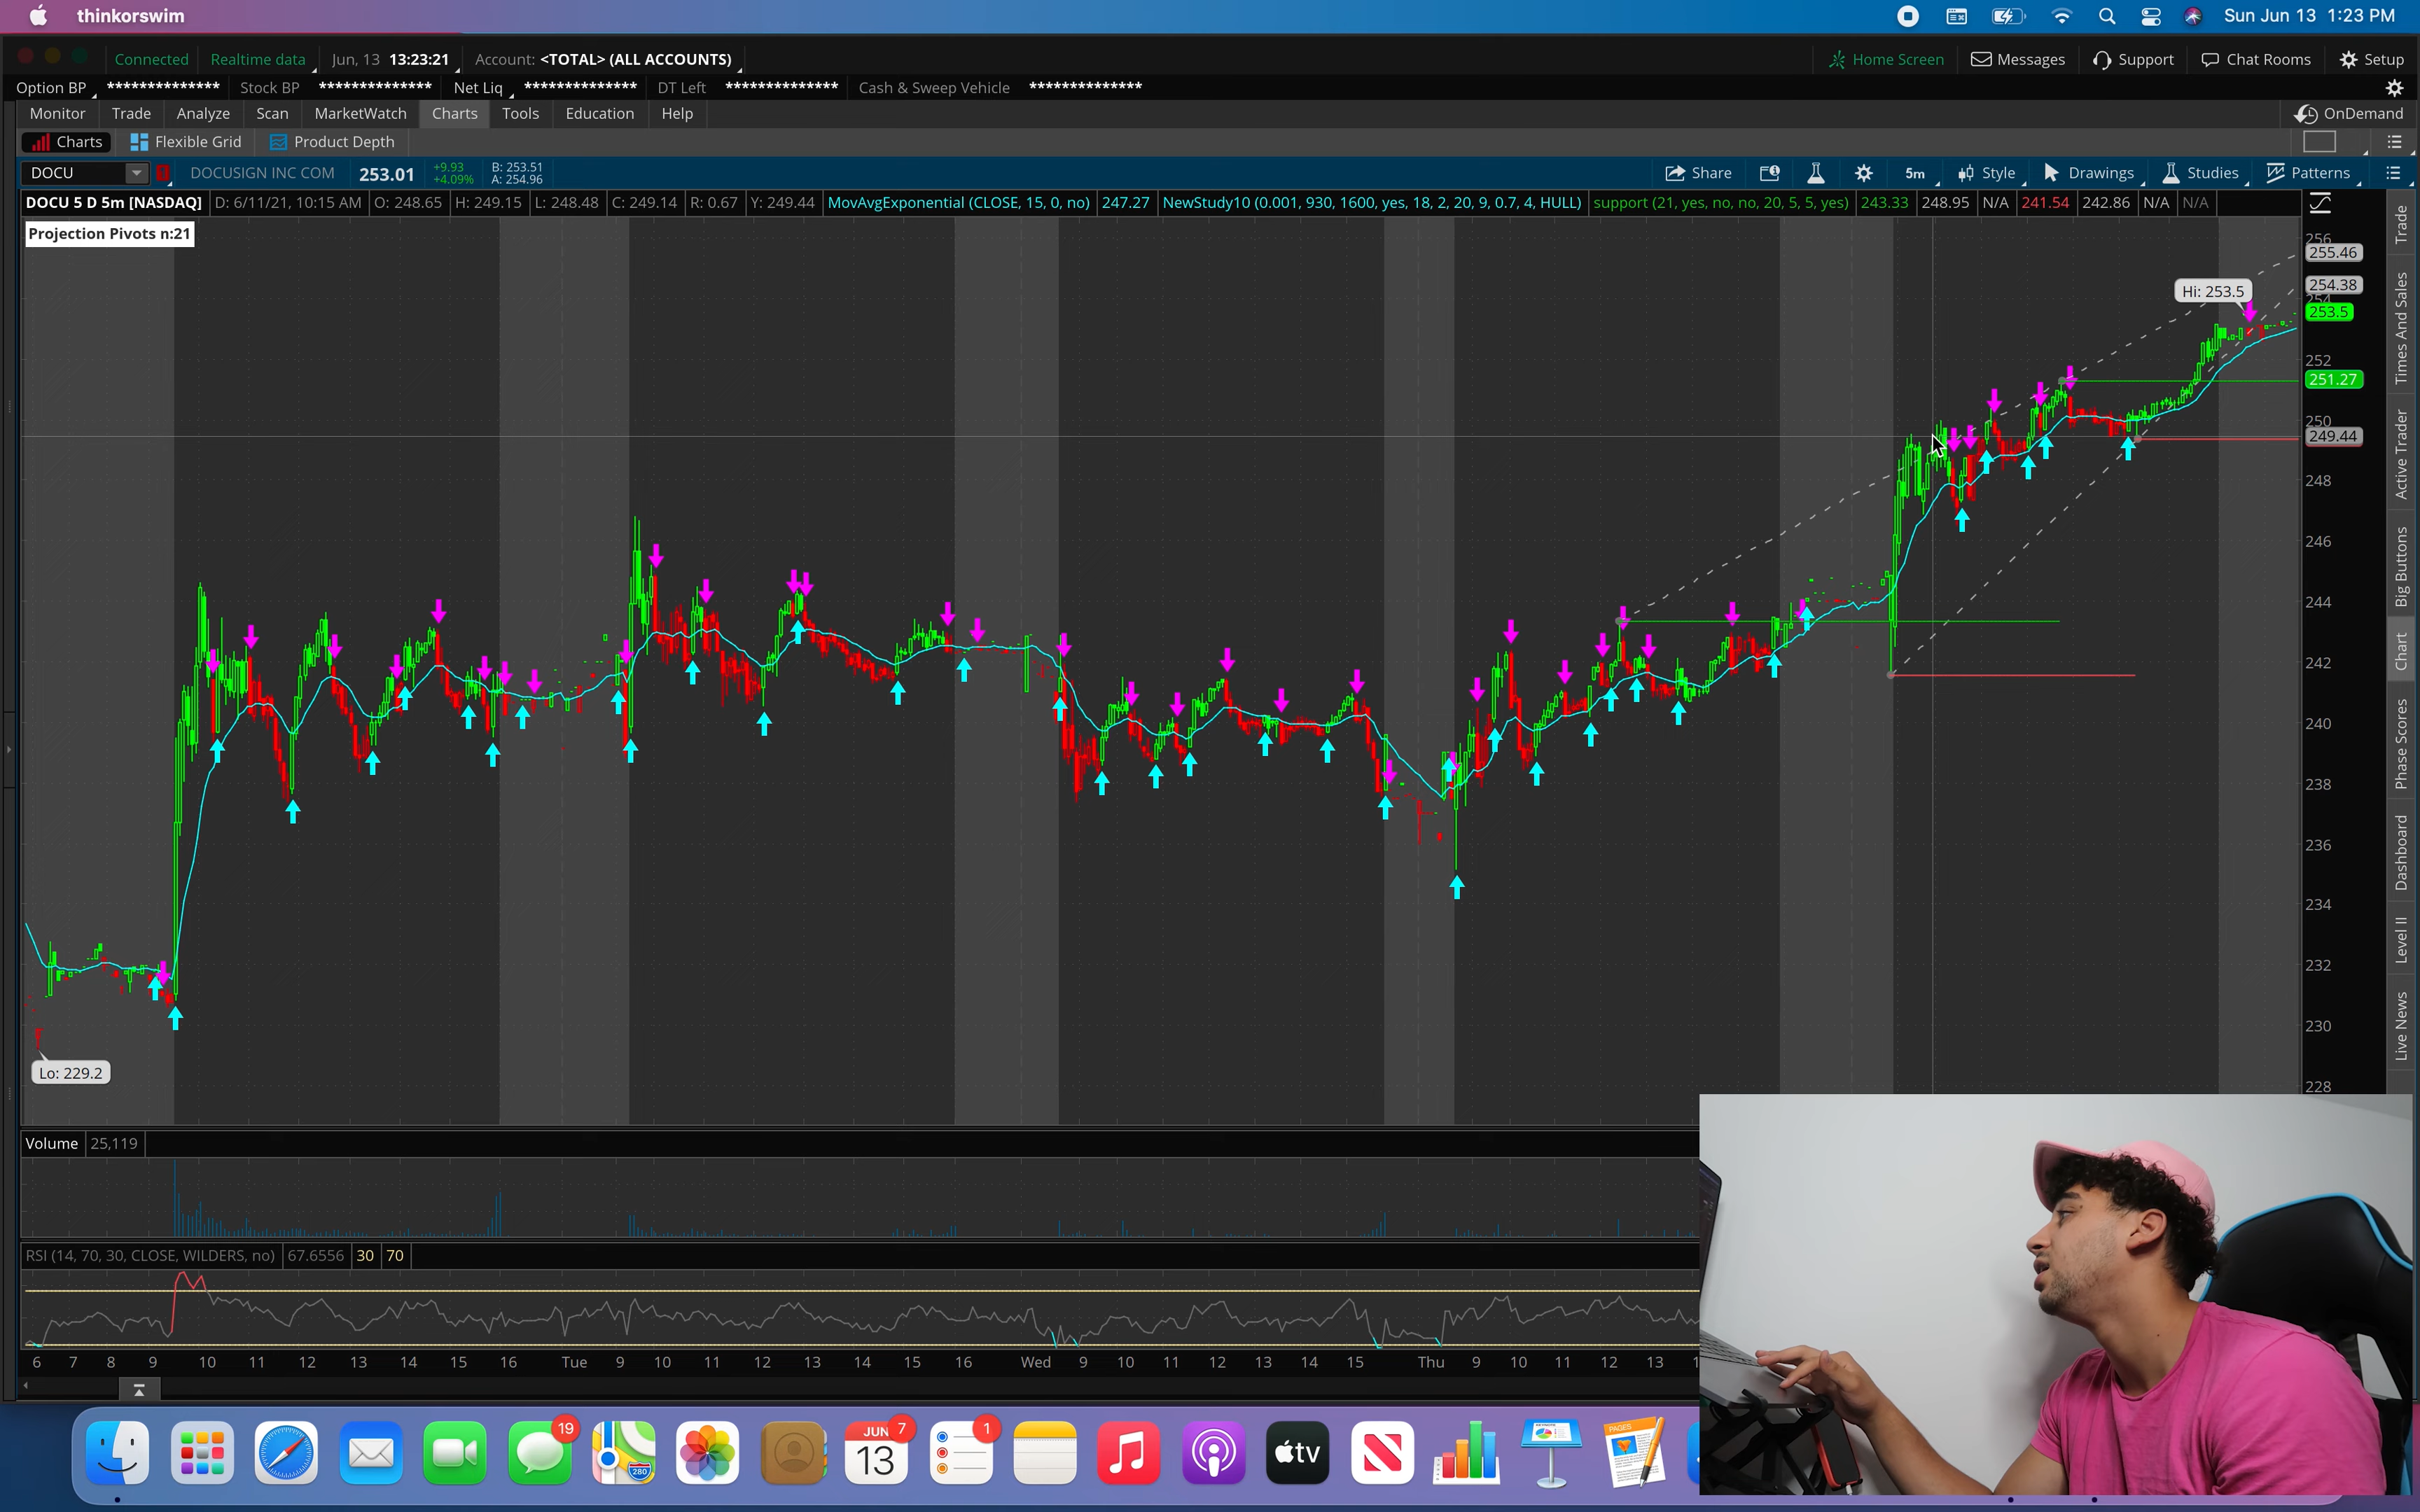 thinkorswim Sun Jun 13 1:23 PM
Connected Realtime data Jun, 13 13:23:21 Account: <TOTAL> (ALL ACCOUNTS) Home Screen Messages Support Chat Rooms Setup
Option BP ************** Stock BP ************** Net Liq ************** DT Left ************** Cash & Sweep Vehicle **************
Monitor Trade Analyze Scan MarketWatch Charts Tools Education Help OnDemand
Charts Flexible Grid Product Depth
DOCU DOCUSIGN INC COM 253.01 +9.93 +4.09% B: 253.51 A: 254.96 Share 5m Style Drawings Studies Patterns
DOCU 5 D 5m [NASDAQ] D: 6/11/21, 10:15 AM O: 248.65 H: 249.15 L: 248.48 C: 249.14 R: 0.67 Y: 249.44 MovAvgExponential (CLOSE, 15, 0, no) 247.27 NewStudy10 (0.001, 930, 1600, yes, 18, 2, 20, 9, 0.7, 4, HULL) support (21, yes, no, no, 20, 5, 5, yes) 243.33 248.95 N/A 241.54 242.86 N/A N/A
Projection Pivots n:21
256
255.46
Hi: 253.5
254.38
254
253.5
252
251.27
250
249.44
248
246
244
242
240
238
236
234
232
230
228
Lo: 229.2
Trade
Times And Sales
Active Trader
Big Buttons
Chart
Phase Scores
Dashboard
Level II
Live News
Volume 25,119
RSI (14, 70, 30, CLOSE, WILDERS, no) 67.6556 30 70
6 7 8 9 10 11 12 13 14 15 16 Tue 9 10 11 12 13 14 15 16 Wed 9 10 11 12 13 14 15 Thu 9 10 11 12 13 1
19 280 JUN 7 13 1 tv PAGES